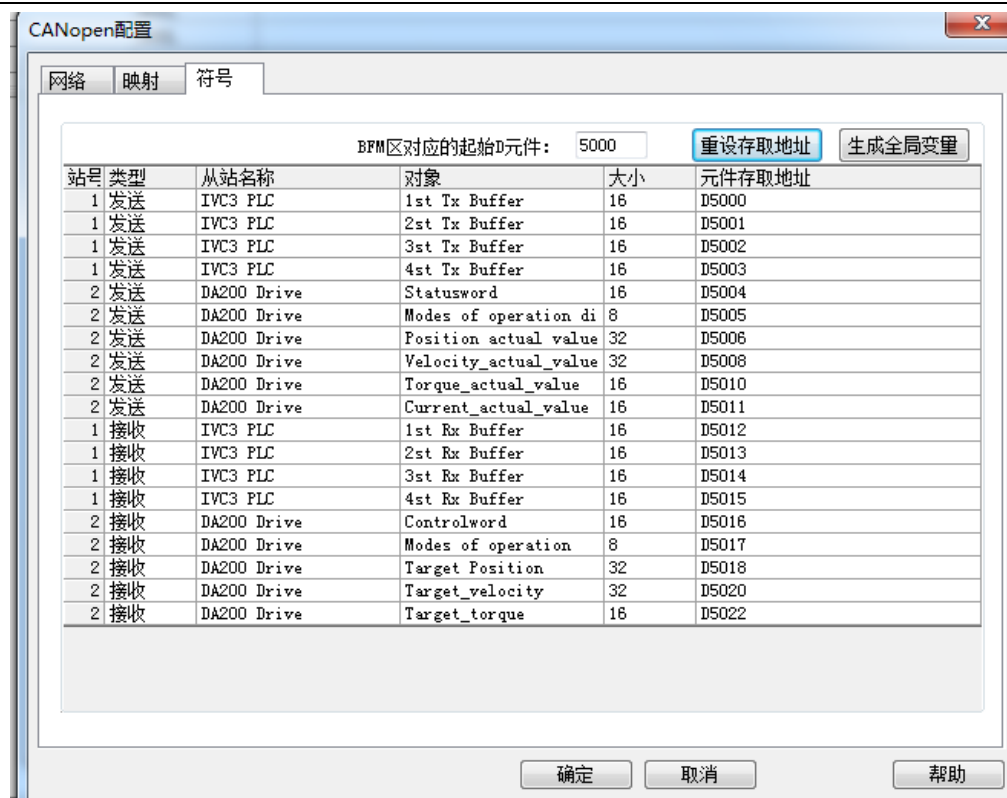 CANopen配置
网络 映射 符号
BFM区对应的起始D元件： 5000 重设存取地址 生成全局变量
站号 类型 从站名称 对象 大小 元件存取地址
1 发送 IVC3 PLC 1st Tx Buffer 16 D5000
1 发送 IVC3 PLC 2st Tx Buffer 16 D5001
1 发送 IVC3 PLC 3st Tx Buffer 16 D5002
1 发送 IVC3 PLC 4st Tx Buffer 16 D5003
2 发送 DA200 Drive Statusword 16 D5004
2 发送 DA200 Drive Modes of operation di 8 D5005
2 发送 DA200 Drive Position actual value 32 D5006
2 发送 DA200 Drive Velocity_actual_value 32 D5008
2 发送 DA200 Drive Torque_actual_value 16 D5010
2 发送 DA200 Drive Current_actual_value 16 D5011
1 接收 IVC3 PLC 1st Rx Buffer 16 D5012
1 接收 IVC3 PLC 2st Rx Buffer 16 D5013
1 接收 IVC3 PLC 3st Rx Buffer 16 D5014
1 接收 IVC3 PLC 4st Rx Buffer 16 D5015
2 接收 DA200 Drive Controlword 16 D5016
2 接收 DA200 Drive Modes of operation 8 D5017
2 接收 DA200 Drive Target Position 32 D5018
2 接收 DA200 Drive Target_velocity 32 D5020
2 接收 DA200 Drive Target_torque 16 D5022
确定 取消 帮助